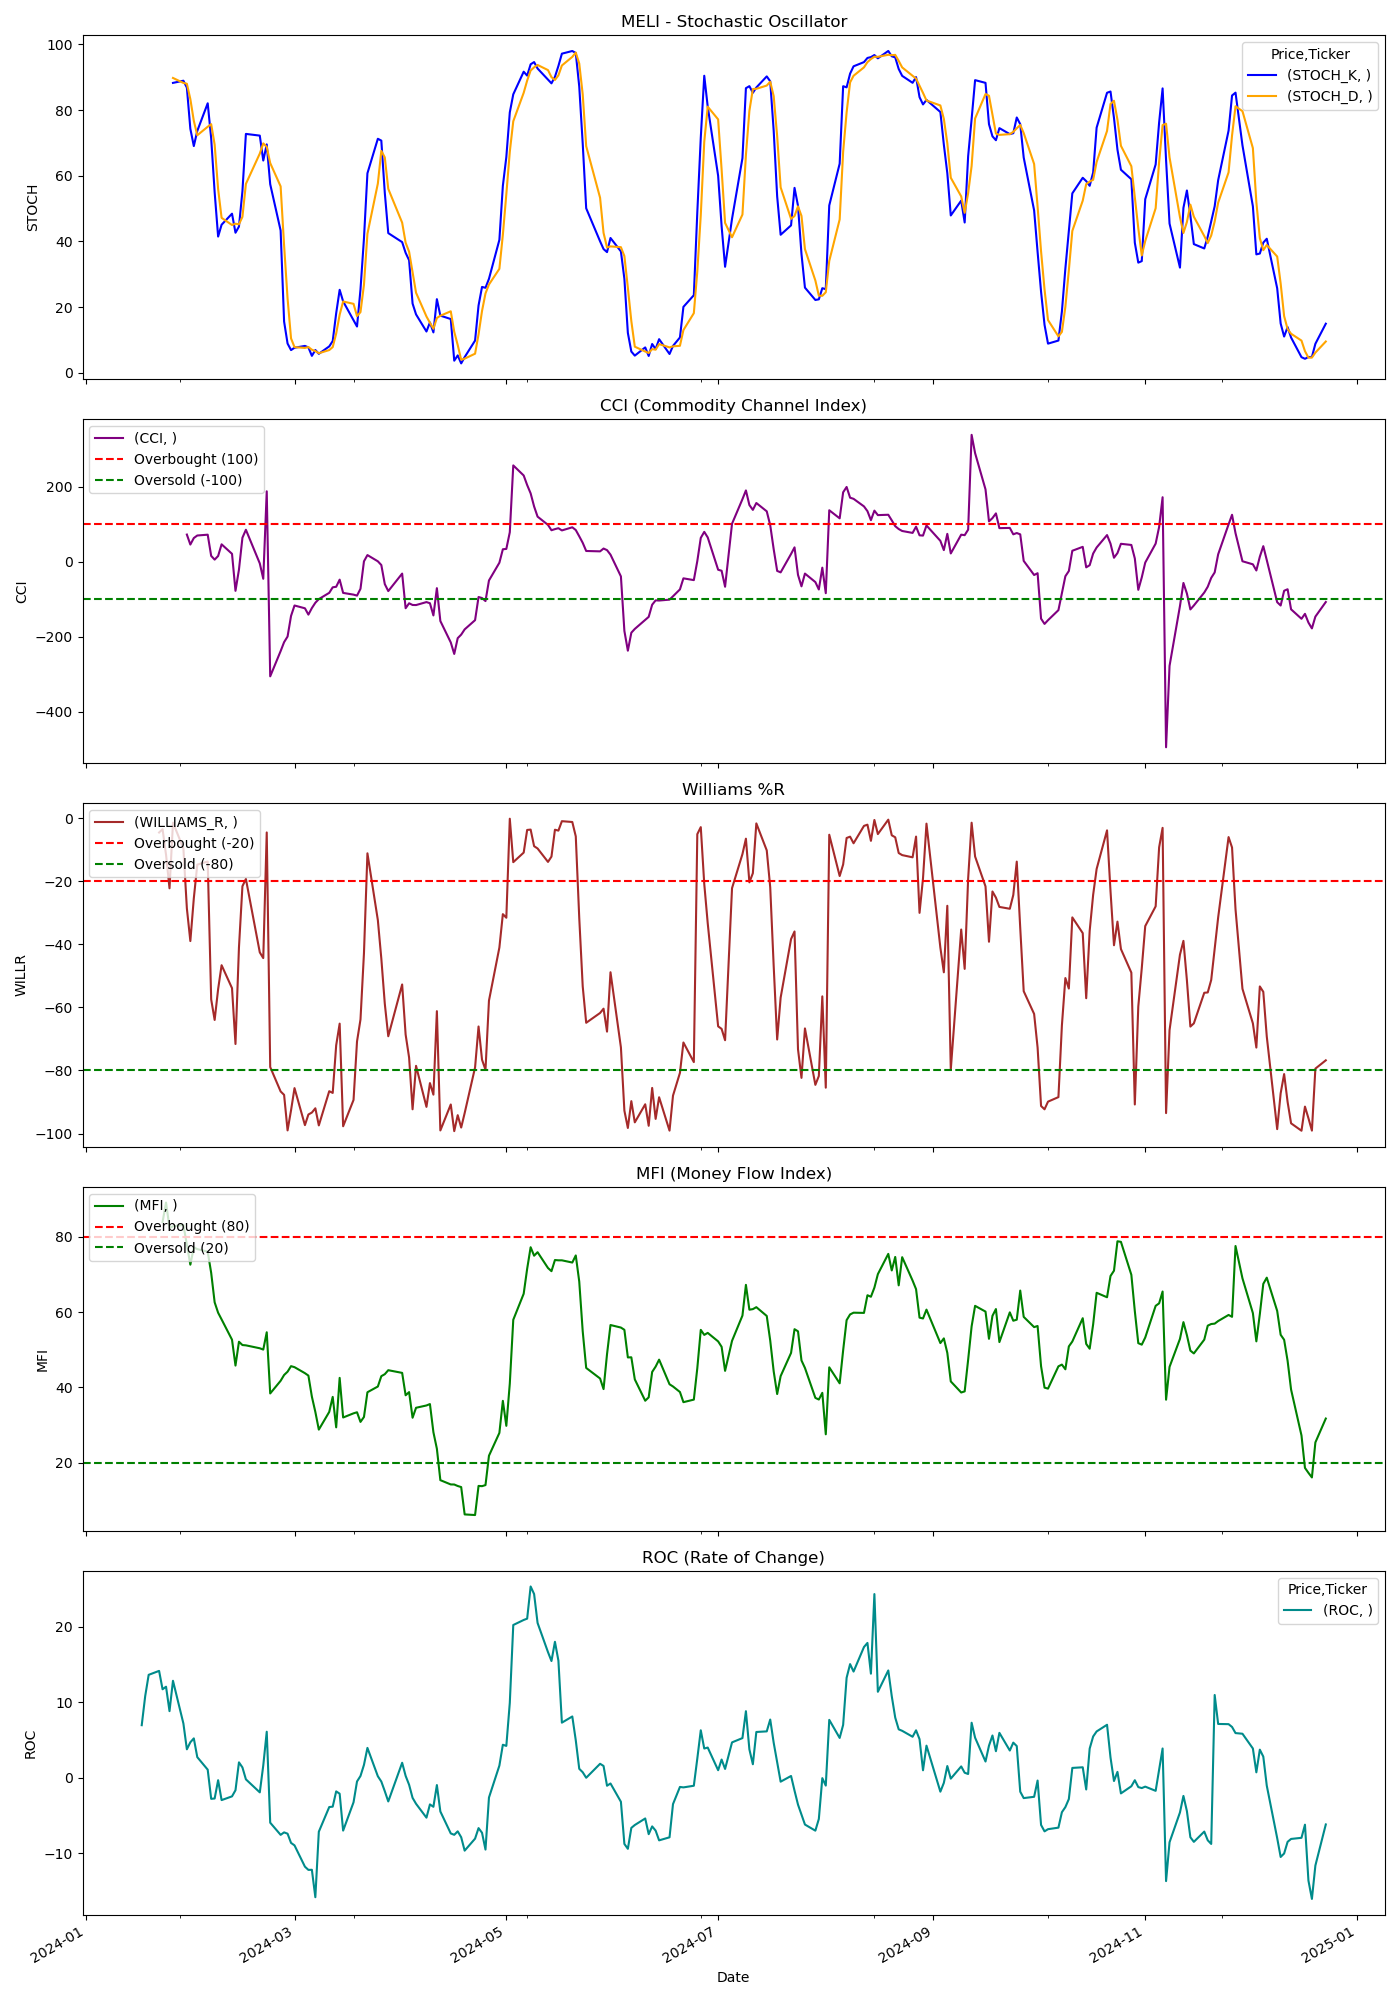 MELI - Stochastic Oscillator
100
80
60
40
20
0
STOCH
Price,Ticker
(STOCH_K, )
(STOCH_D, )
CCI (Commodity Channel Index)
200
0
−200
−400
CCI
(CCI, )
Overbought (100)
Oversold (-100)
Williams %R
0
−20
−40
−60
−80
−100
WILLR
(WILLIAMS_R, )
Overbought (-20)
Oversold (-80)
MFI (Money Flow Index)
80
60
40
20
MFI
(MFI, )
Overbought (80)
Oversold (20)
ROC (Rate of Change)
20
10
0
−10
ROC
Price,Ticker
(ROC, )
2024-01
2024-03
2024-05
2024-07
2024-09
2024-11
2025-01
Date